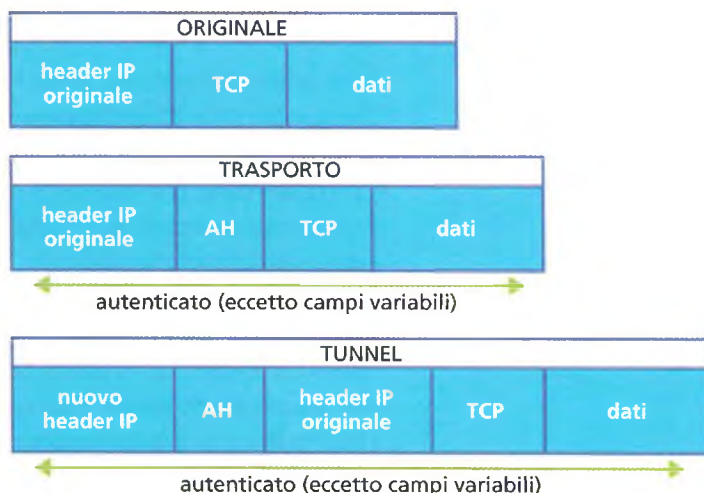 ORIGINALE
header IP originale TCP dati
TRASPORTO
header IP originale AH TCP dati
autenticato (eccetto campi variabili)
TUNNEL
nuovo header IP AH header IP originale TCP dati
autenticato (eccetto campi variabili)